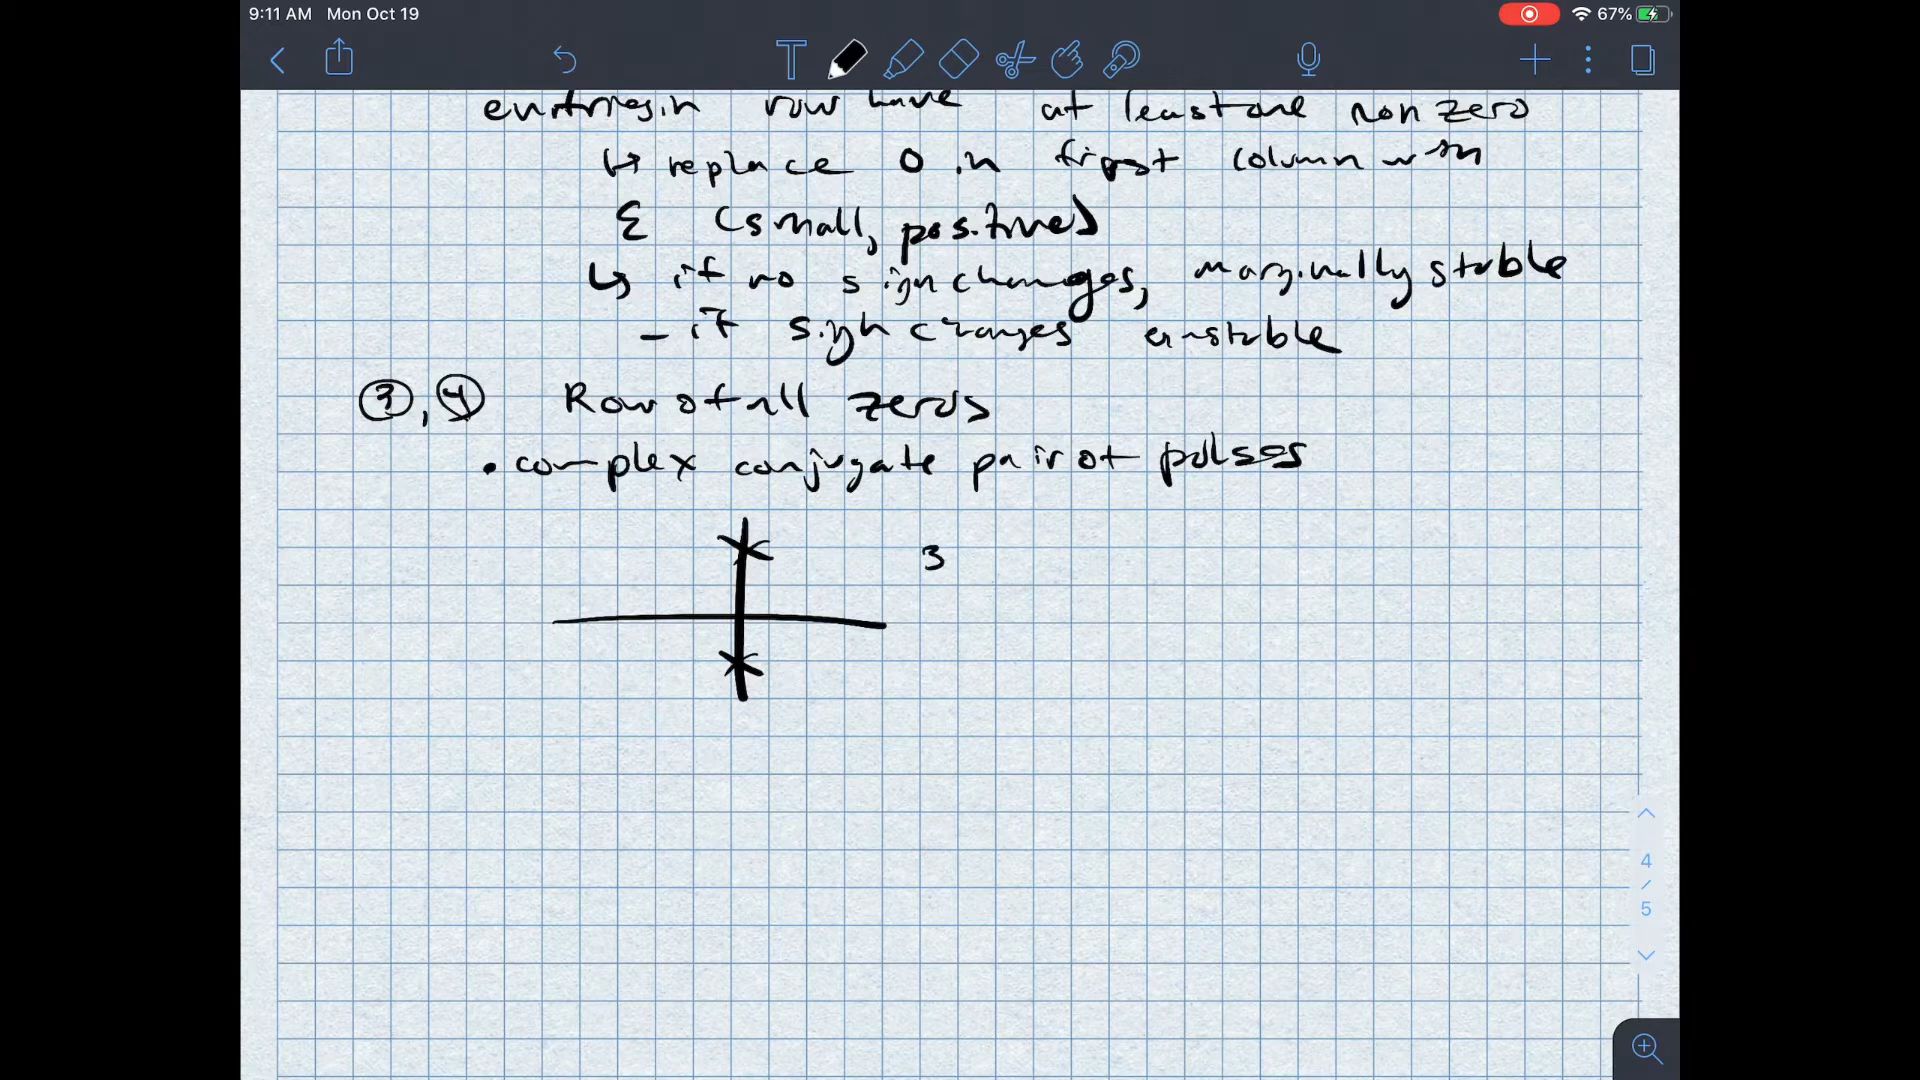 9:11 AM Mon Oct 19 67%
T
entries in row have at least one non zero
↳ replace 0 in first column with
ε (small, positive)
↳ if no sign changes, marginally stable
- if sign changes unstable
③, ④ Row of all zeros
• complex conjugate pair of polses
3
4
/
5